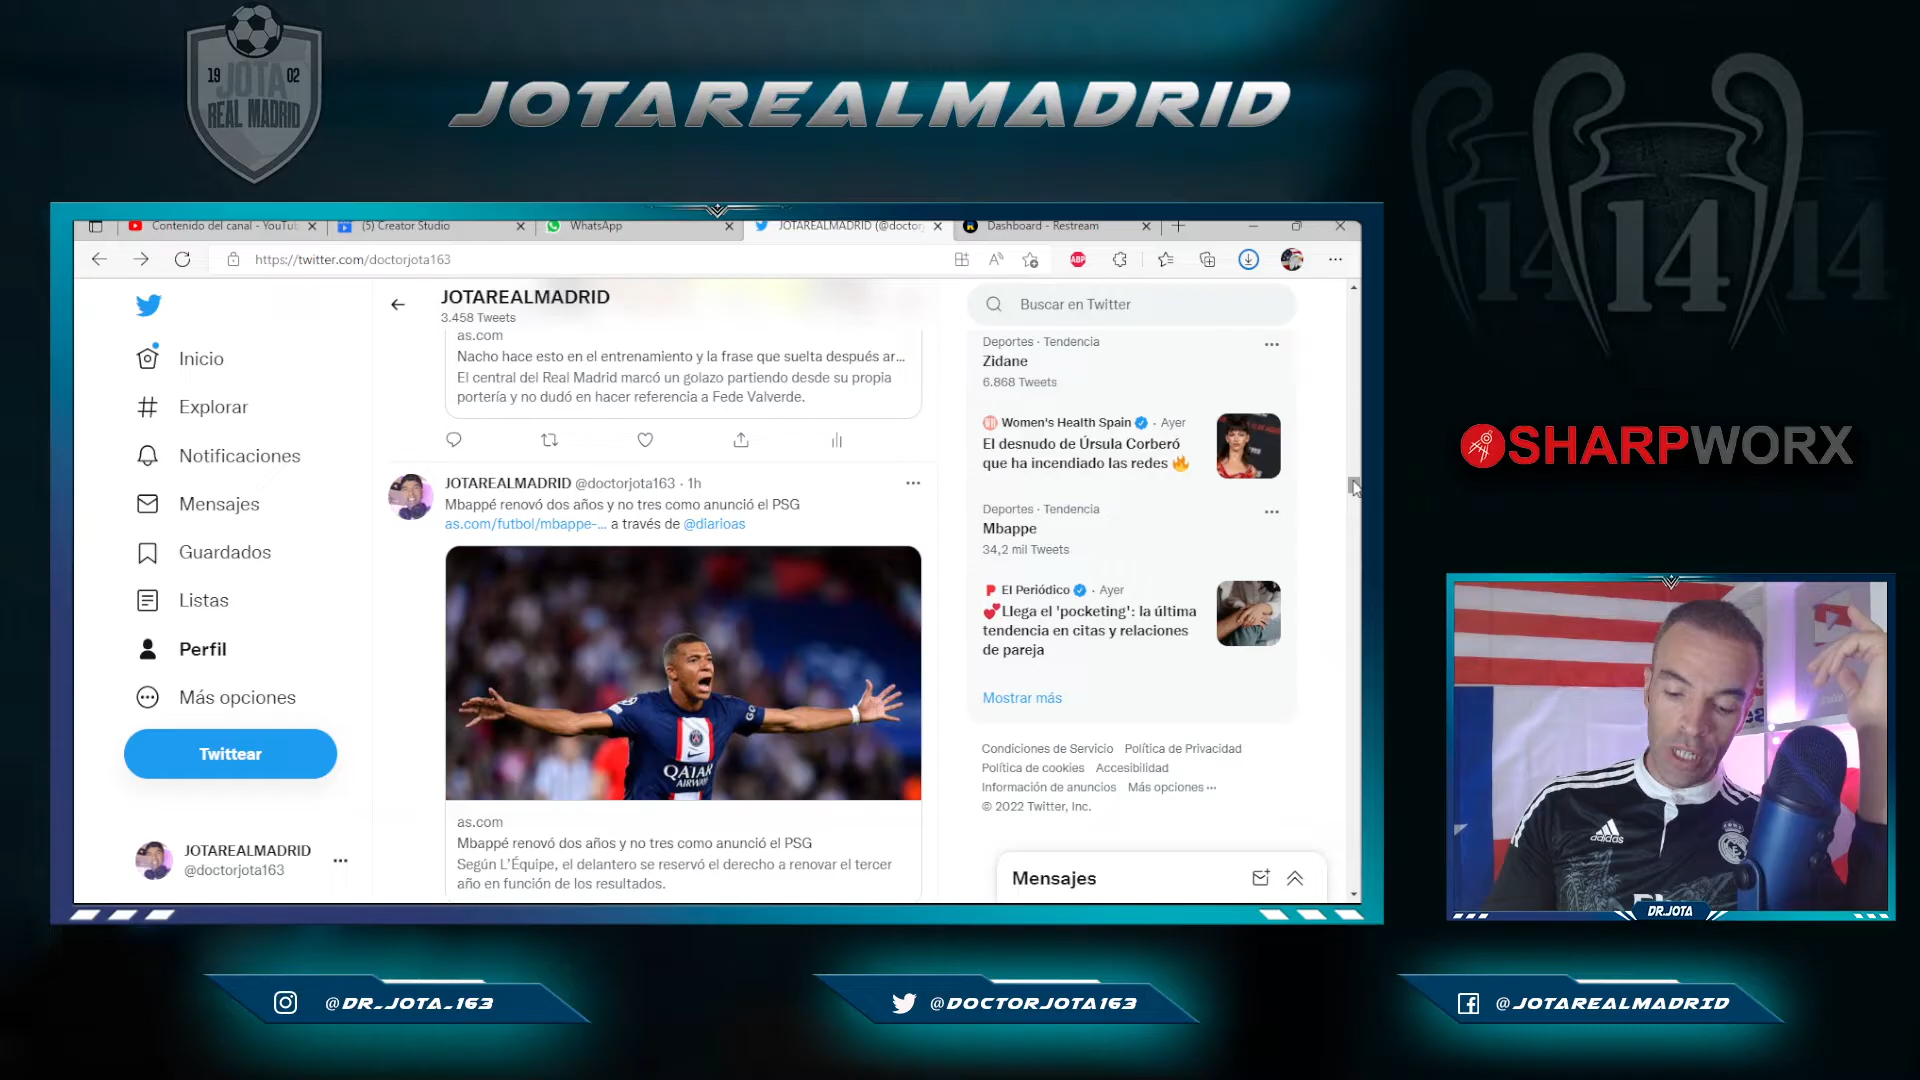 19 02
JOTA
REAL MADRID
JOTAREALMADRID
14 14 14
Contenido del canal - YouTu
(5) Creator Studio
WhatsApp
JOTAREALMADRID (@doctor
Dashboard - Restream
https://twitter.com/doctorjota163
ABP
JOTAREALMADRID
3.458 Tweets
Buscar en Twitter
Inicio
Explorar
Notificaciones
Mensajes
Guardados
Listas
Perfil
Más opciones
Twittear
JOTAREALMADRID
@doctorjota163
as.com
Nacho hace esto en el entrenamiento y la frase que suelta después ar...
El central del Real Madrid marcó un golazo partiendo desde su propia
portería y no dudó en hacer referencia a Fede Valverde.
JOTAREALMADRID @doctorjota163 · 1h
Mbappé renovó dos años y no tres como anunció el PSG
as.com/futbol/mbappe-... a través de @diarioas
GO
QATAR
AIRWAYS
as.com
Mbappé renovó dos años y no tres como anunció el PSG
Según L'Équipe, el delantero se reservó el derecho a renovar el tercer
año en función de los resultados.
Deportes · Tendencia
Zidane
6.868 Tweets
Women's Health Spain · Ayer
El desnudo de Úrsula Corberó
que ha incendiado las redes 🔥
Deportes · Tendencia
Mbappe
34,2 mil Tweets
El Periódico · Ayer
💕Llega el 'pocketing': la última
tendencia en citas y relaciones
de pareja
Mostrar más
Condiciones de Servicio Política de Privacidad
Política de cookies Accesibilidad
Información de anuncios Más opciones ···
© 2022 Twitter, Inc.
Mensajes
SHARPWORX
adidas
DR.JOTA
@DR_JOTA_163
@DOCTORJOTA163
@JOTAREALMADRID